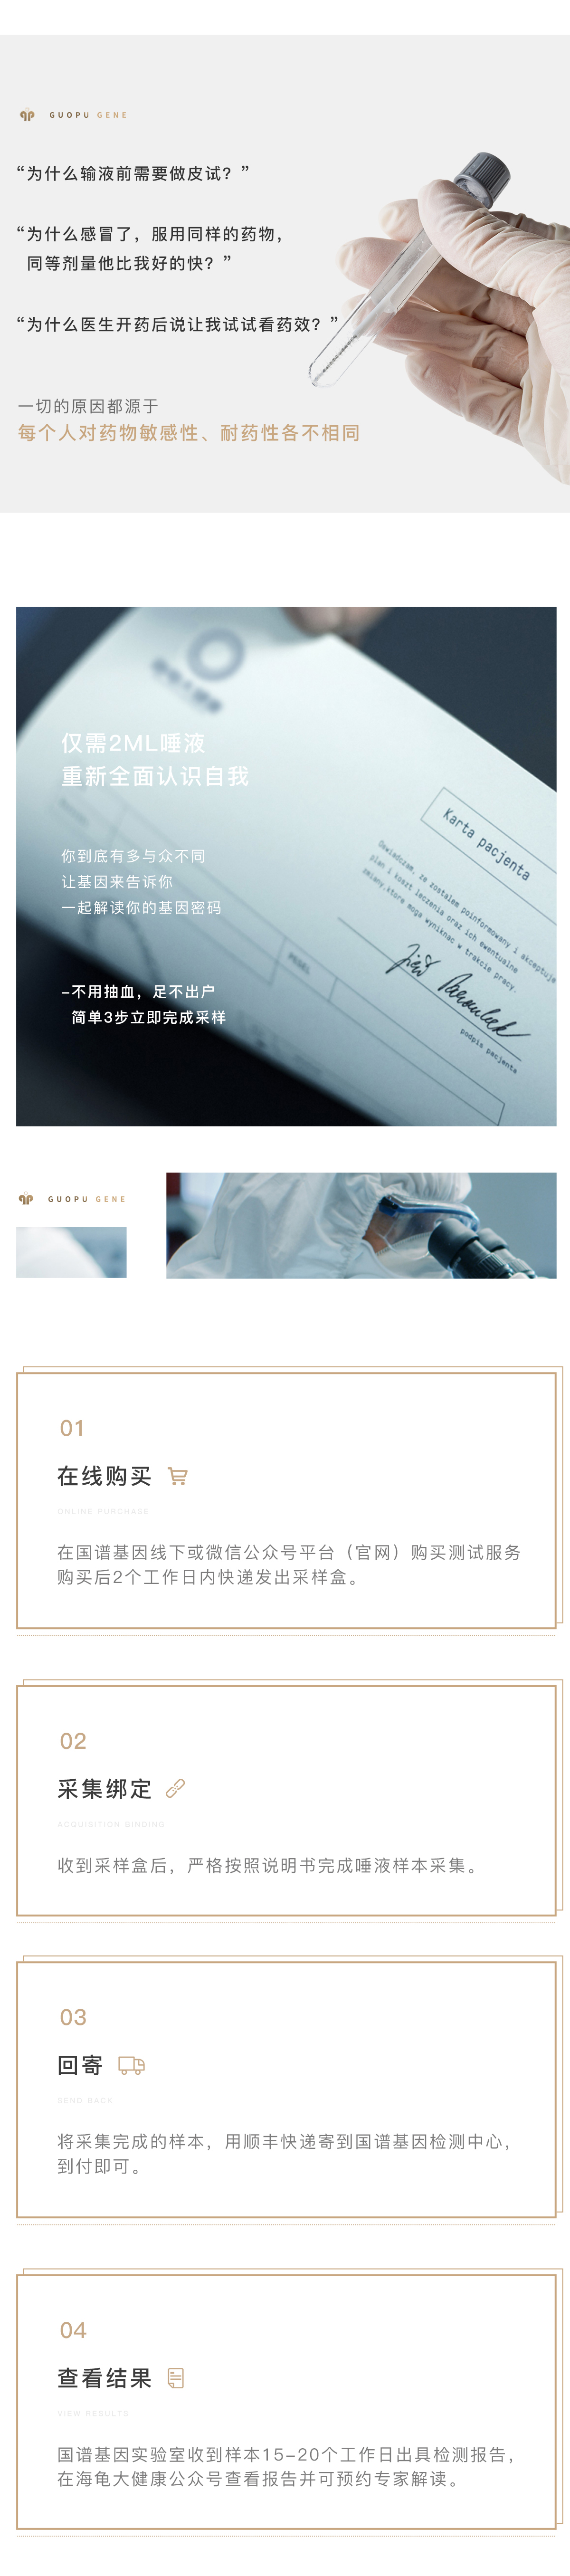 GUOPU GENE
“为什么输液前需要做皮试？”
“为什么感冒了，服用同样的药物，
同等剂量他比我好的快？”
“为什么医生开药后说让我试试看药效？”
一切的原因都源于
每个人对药物敏感性、耐药性各不相同
仅需2ML唾液
重新全面认识自我
你到底有多与众不同
让基因来告诉你
一起解读你的基因密码
-不用抽血，足不出户
简单3步立即完成采样
Karta pacjenta
Oświadczam, że zostałem poinformowany i akceptuję
plan i koszt leczenia oraz ich ewentualne
zmiany, które mogą wyniknąć w trakcie pracy.
PESEL
podpis pacjenta
GUOPU GENE
01
在线购买
ONLINE PURCHASE
在国谱基因线下或微信公众号平台（官网）购买测试服务
购买后2个工作日内快递发出采样盒。
02
采集绑定
ACQUISITION BINDING
收到采样盒后，严格按照说明书完成唾液样本采集。
03
回寄
SEND BACK
将采集完成的样本，用顺丰快递寄到国谱基因检测中心，
到付即可。
04
查看结果
VIEW RESULTS
国谱基因实验室收到样本15-20个工作日出具检测报告，
在海龟大健康公众号查看报告并可预约专家解读。